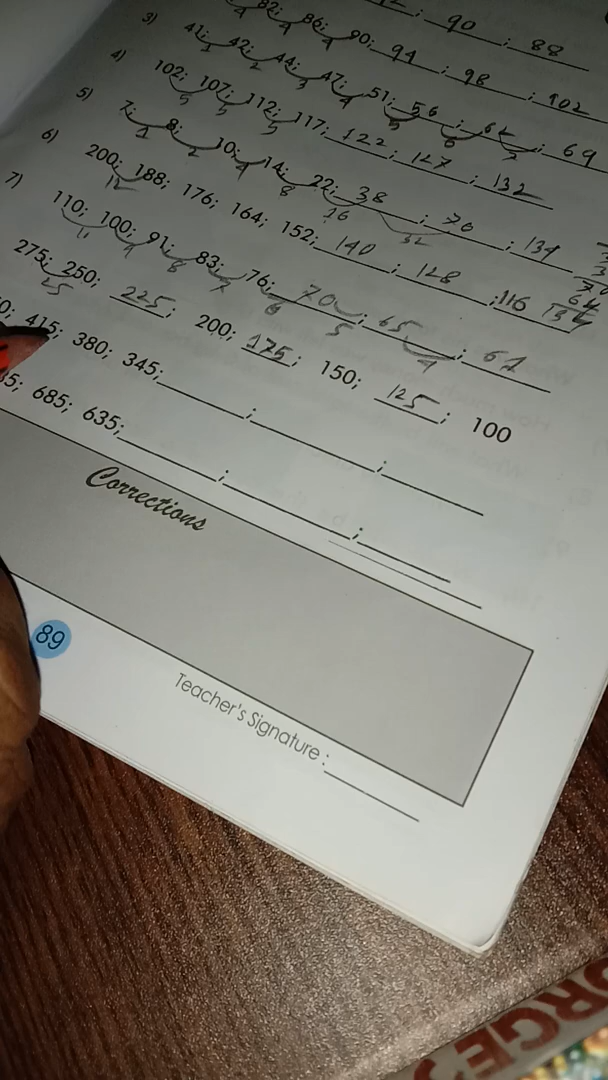 90; 88
82; 86; 90; 94; 98; 102
3) 41; 42; 44; 47; 51; 56; 62; 69
4) 102; 107; 112; 117; 122; 127; 132
5) 7; 8; 10; 14; 22; 38; 70; 134
6) 200; 188; 176; 164; 152; 140; 128; 116
7) 110; 100; 91; 83; 76; 70; 65; 61
275; 250; 225; 200; 175; 150; 125; 100
415; 380; 345;
685; 635;
Corrections
89
Teacher's Signature :